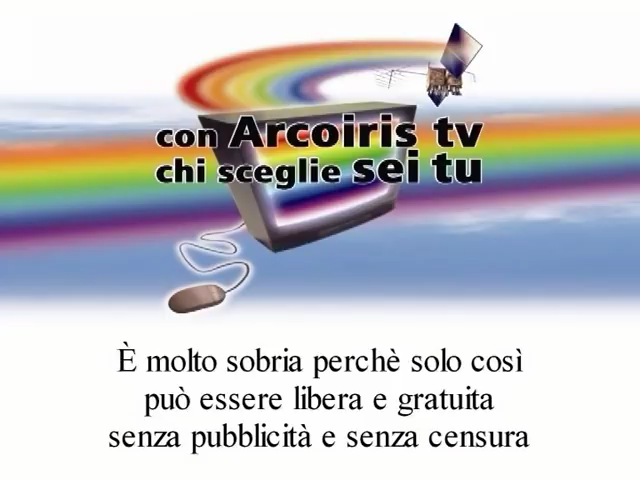 con Arcoiris tv
chi sceglie sei tu
È molto sobria perchè solo così
può essere libera e gratuita
senza pubblicità e senza censura